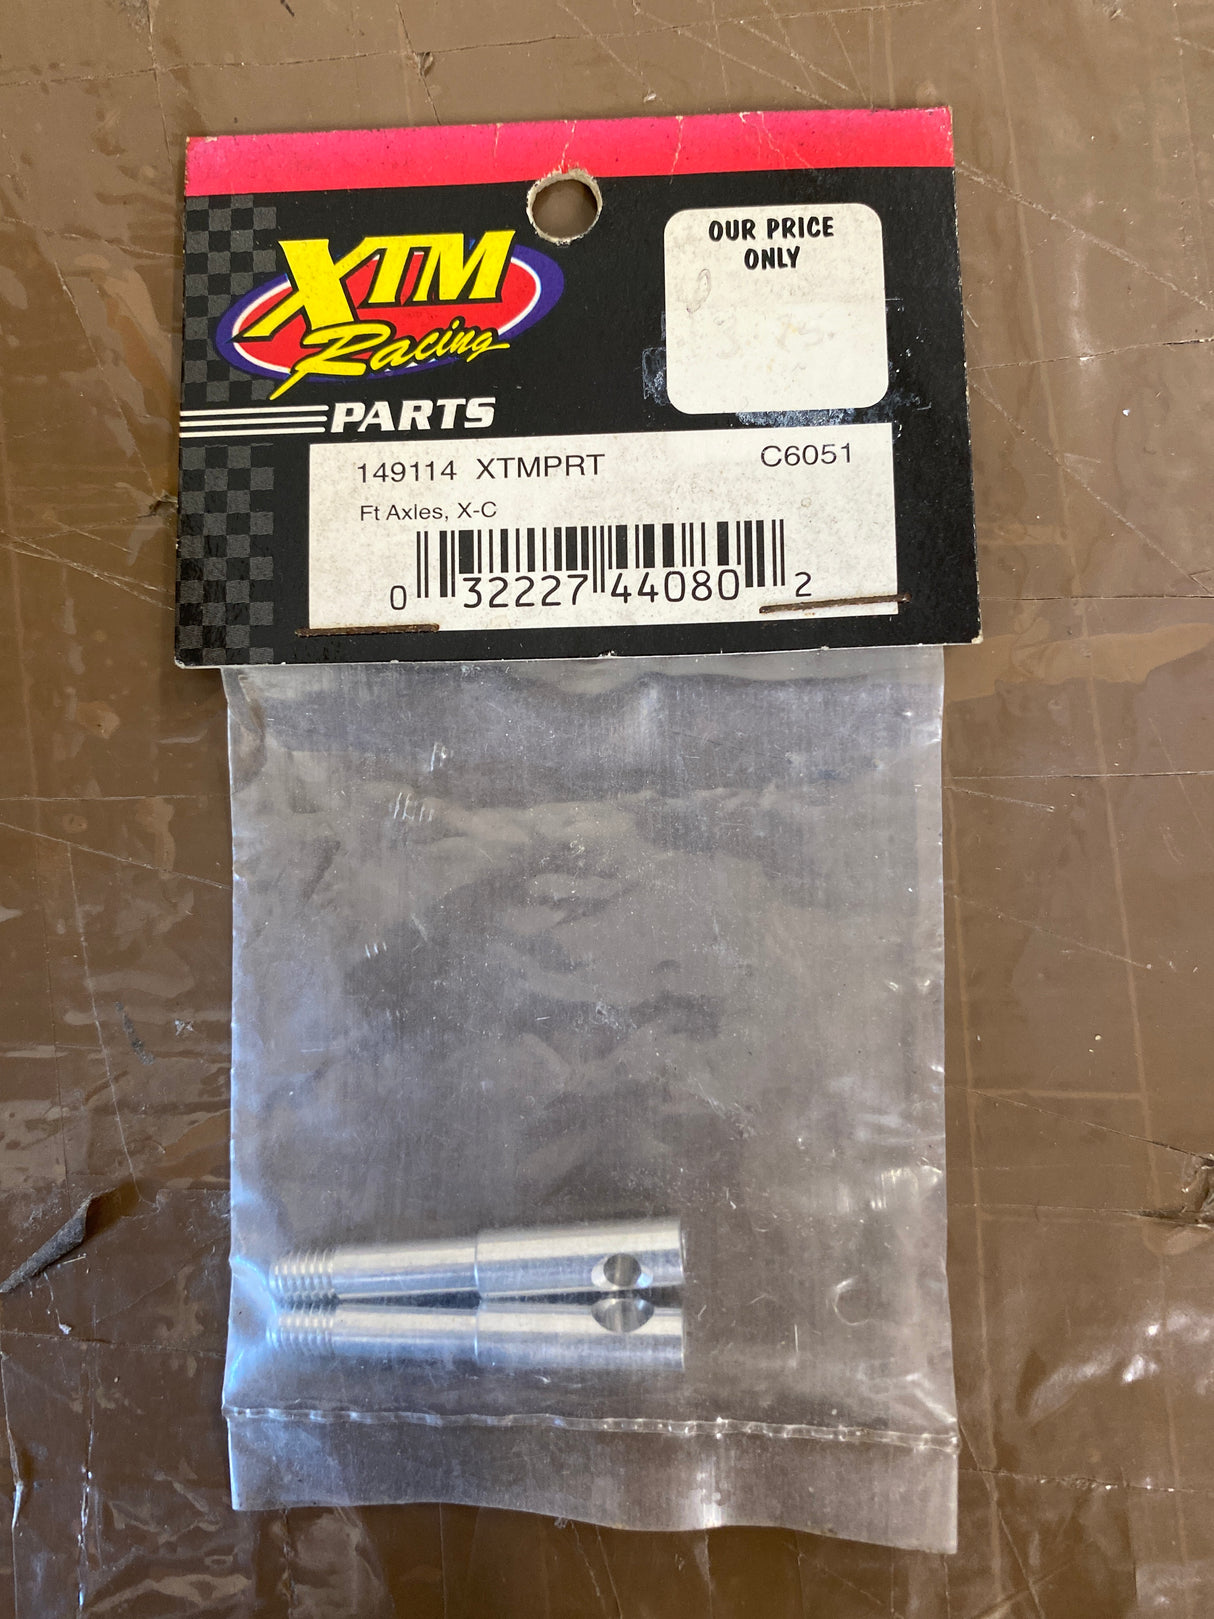 XTM
Racing
PARTS
OUR PRICE
ONLY
149114 XTMPRT C6051
Ft Axles, X-C
0 32227 44080 2